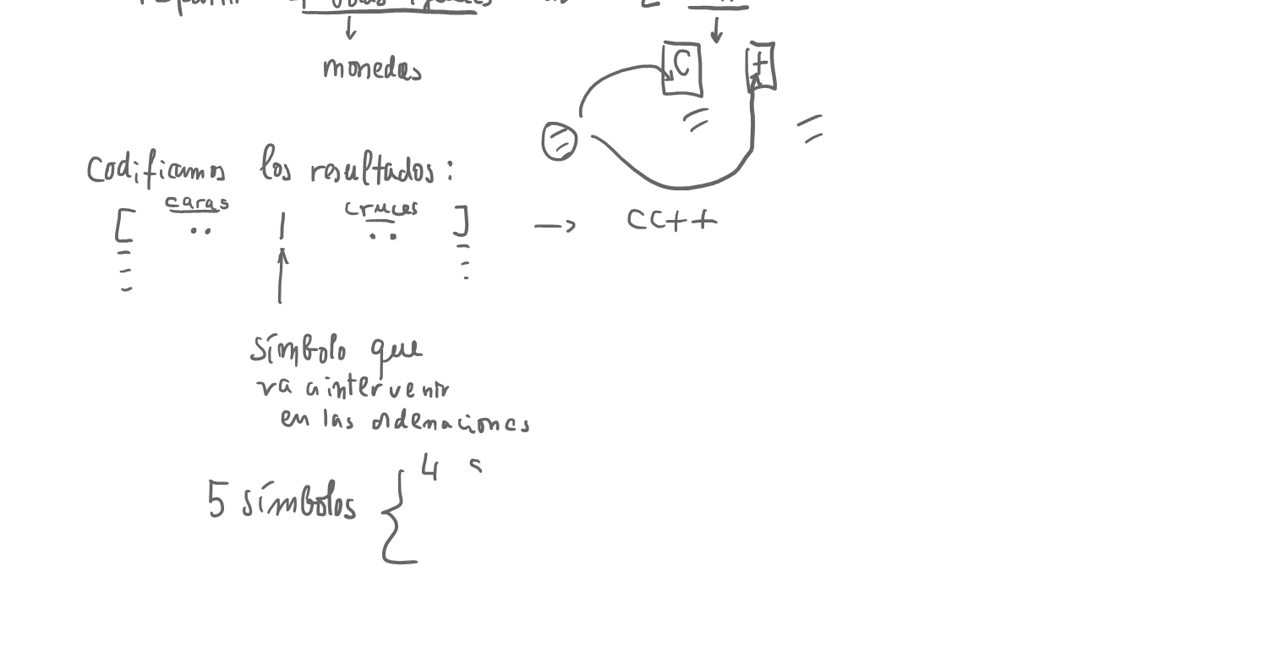 monedas
C +
Codificamos los resultados:
caras cruces
[ •• | •• ] → CC++
símbolo que
va a intervenir
en las ordenaciones
5 símbolos { 4 s